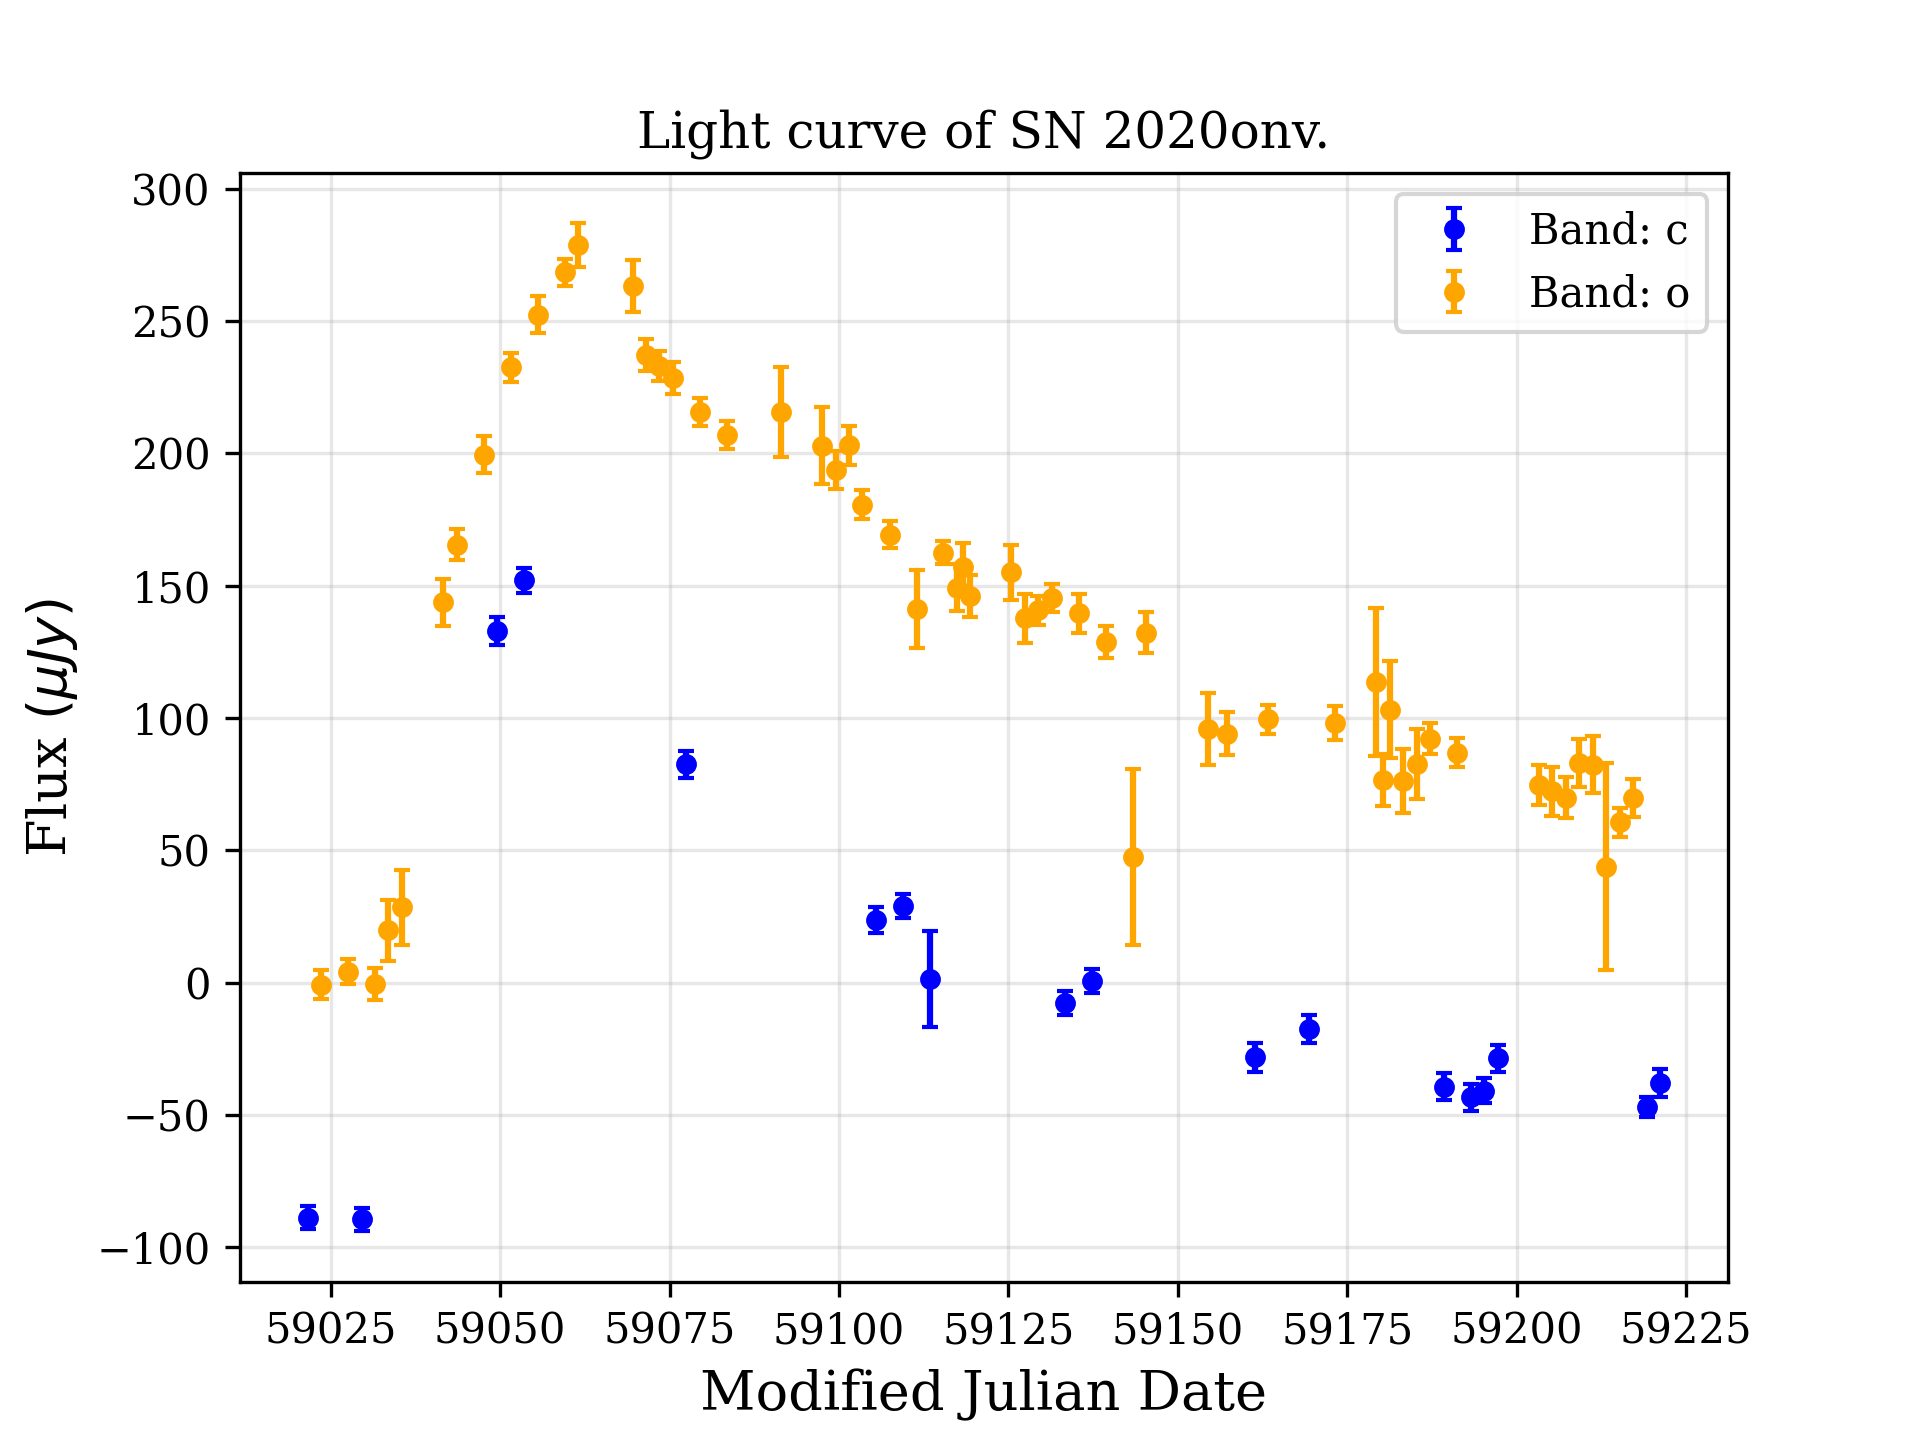 Light curve of SN 2020onv.
300
250
200
150
100
50
0
−50
−100
Flux (μJy)
Band: c
Band: o
59025 59050 59075 59100 59125 59150 59175 59200 59225
Modified Julian Date